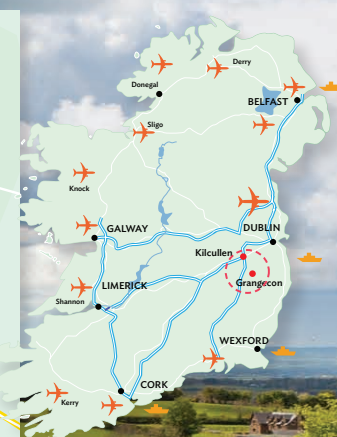 Derry
Donegal
BELFAST
Sligo
Knock
GALWAY
DUBLIN
Kilcullen
Grangecon
LIMERICK
Shannon
WEXFORD
CORK
Kerry